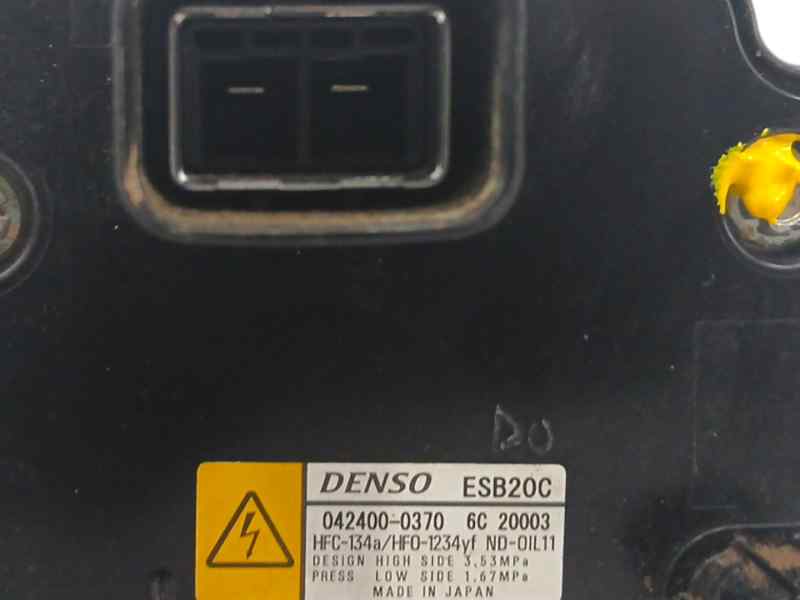 DO
DENSO ESB20C
042400-0370 6C 20003
HFC-134a/HFO-1234yf ND-OIL11
DESIGN HIGH SIDE 3.53MPa
PRESS LOW SIDE 1.67MPa
MADE IN JAPAN